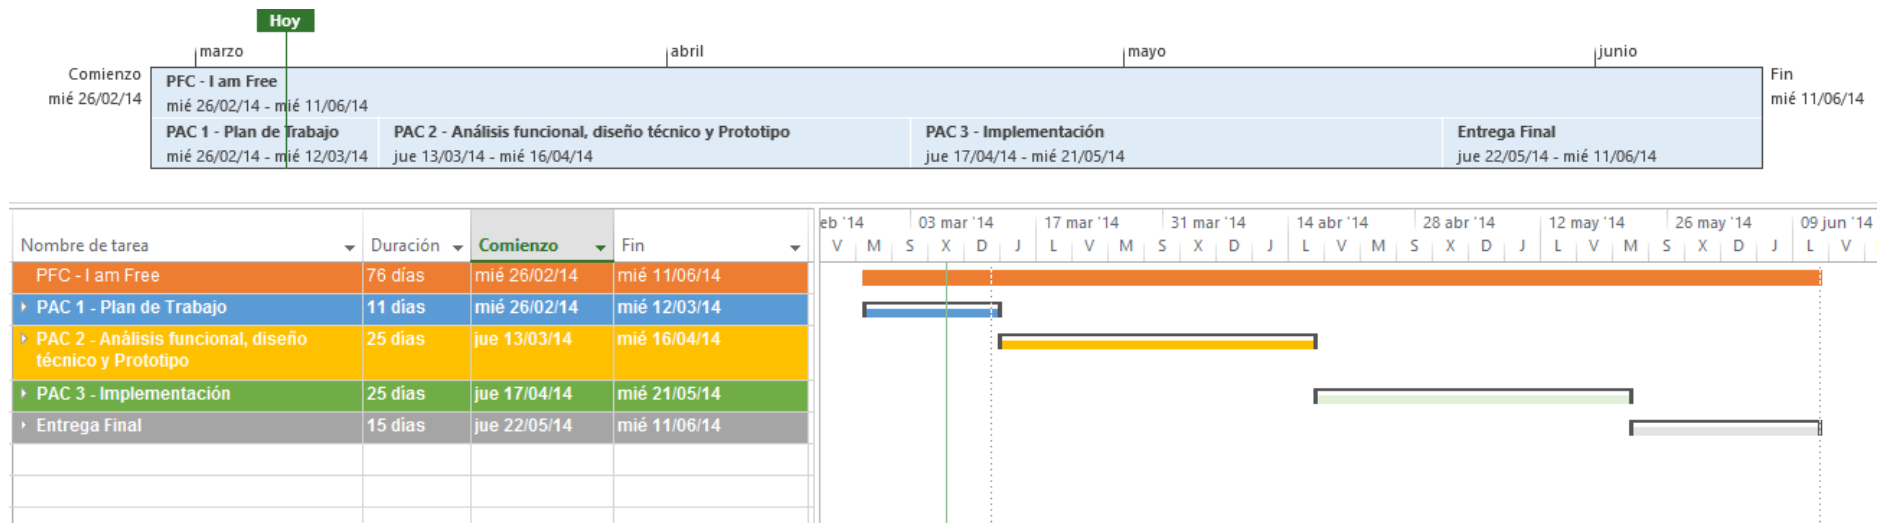 Hoy
marzo abril mayo junio
Comienzo
mié 26/02/14
PFC - I am Free
mié 26/02/14 - mié 11/06/14
Fin
mié 11/06/14
PAC 1 - Plan de Trabajo PAC 2 - Análisis funcional, diseño técnico y Prototipo PAC 3 - Implementación Entrega Final
mié 26/02/14 - mié 12/03/14 jue 13/03/14 - mié 16/04/14 jue 17/04/14 - mié 21/05/14 jue 22/05/14 - mié 11/06/14
eb '14 03 mar '14 17 mar '14 31 mar '14 14 abr '14 28 abr '14 12 may '14 26 may '14 09 jun '14
Nombre de tarea Duración Comienzo Fin
V M S X D J L V M S X D J L V M S X D J L V M S X D J L V
PFC - I am Free 76 días mié 26/02/14 mié 11/06/14
PAC 1 - Plan de Trabajo 11 días mié 26/02/14 mié 12/03/14
PAC 2 - Análisis funcional, diseño 25 días jue 13/03/14 mié 16/04/14
técnico y Prototipo
PAC 3 - Implementación 25 días jue 17/04/14 mié 21/05/14
Entrega Final 15 días jue 22/05/14 mié 11/06/14